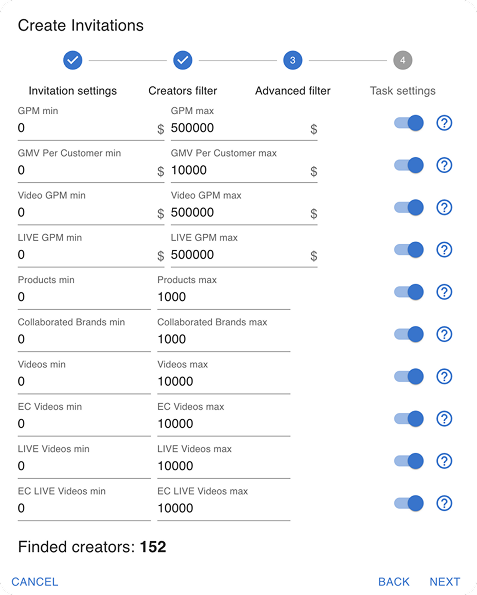 Create Invitations
3 4
Invitation settings Creators filter Advanced filter Task settings
GPM min GPM max
0 $ 500000 $
GMV Per Customer min GMV Per Customer max
0 $ 10000 $
Video GPM min Video GPM max
0 $ 500000 $
LIVE GPM min LIVE GPM max
0 $ 500000 $
Products min Products max
0 1000
Collaborated Brands min Collaborated Brands max
0 1000
Videos min Videos max
0 10000
EC Videos min EC Videos max
0 10000
LIVE Videos min LIVE Videos max
0 10000
EC LIVE Videos min EC LIVE Videos max
0 10000
Finded creators: 152
CANCEL BACK NEXT